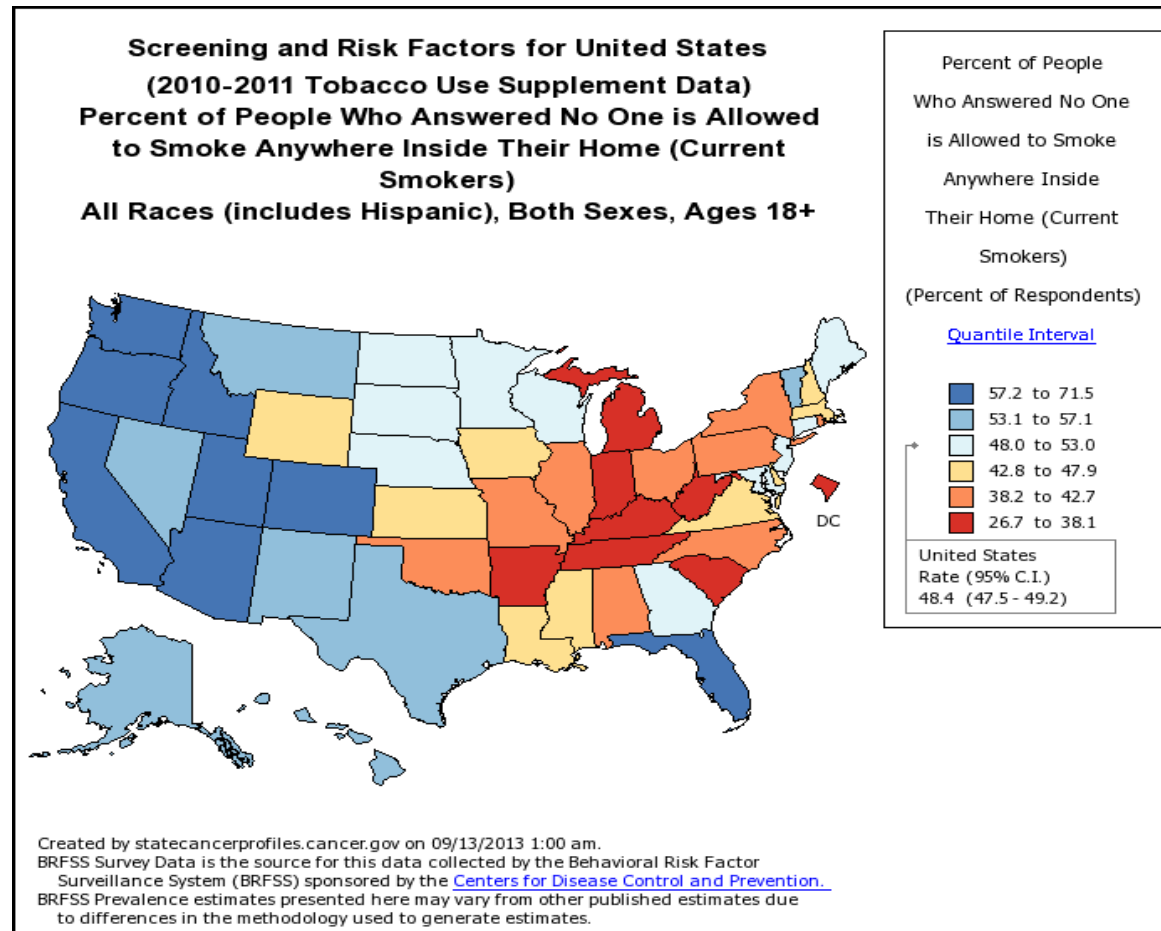 Screening and Risk Factors for United States
(2010-2011 Tobacco Use Supplement Data)
Percent of People Who Answered No One is Allowed
to Smoke Anywhere Inside Their Home (Current
Smokers)
All Races (includes Hispanic), Both Sexes, Ages 18+
Percent of People
Who Answered No One
is Allowed to Smoke
Anywhere Inside
Their Home (Current
Smokers)
(Percent of Respondents)
Quantile Interval
57.2 to 71.5
53.1 to 57.1
48.0 to 53.0
42.8 to 47.9
38.2 to 42.7
26.7 to 38.1
United States
Rate (95% C.I.)
48.4 (47.5 - 49.2)
DC
Created by statecancerprofiles.cancer.gov on 09/13/2013 1:00 am.
BRFSS Survey Data is the source for this data collected by the Behavioral Risk Factor
Surveillance System (BRFSS) sponsored by the Centers for Disease Control and Prevention.
BRFSS Prevalence estimates presented here may vary from other published estimates due
to differences in the methodology used to generate estimates.